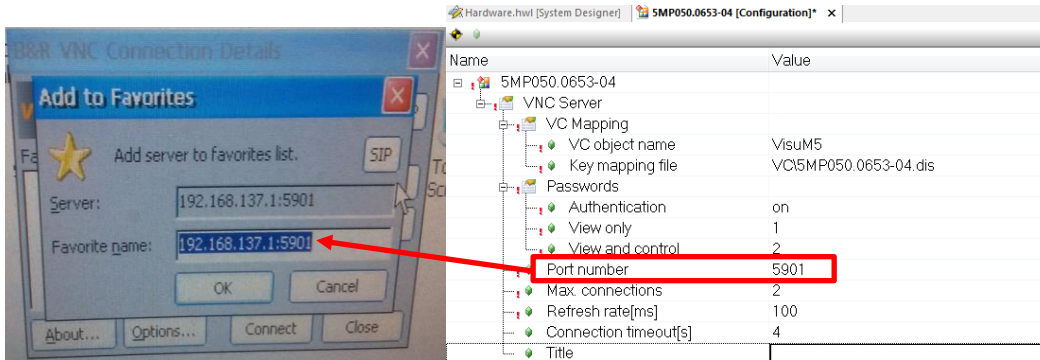 B&R VNC Connection Details
Add to Favorites
Add server to favorites list.
SIP
Server:
192.168.137.1:5901
Favorite name:
192.168.137.1:5901
OK
Cancel
About...
Options...
Connect
Close
Hardware.hwl [System Designer]
5MP050.0653-04 [Configuration]* x
Name Value
5MP050.0653-04
VNC Server
VC Mapping
VC object name VisuM5
Key mapping file VC\5MP050.0653-04.dis
Passwords
Authentication on
View only 1
View and control 2
Port number 5901
Max. connections 2
Refresh rate[ms] 100
Connection timeout[s] 4
Title